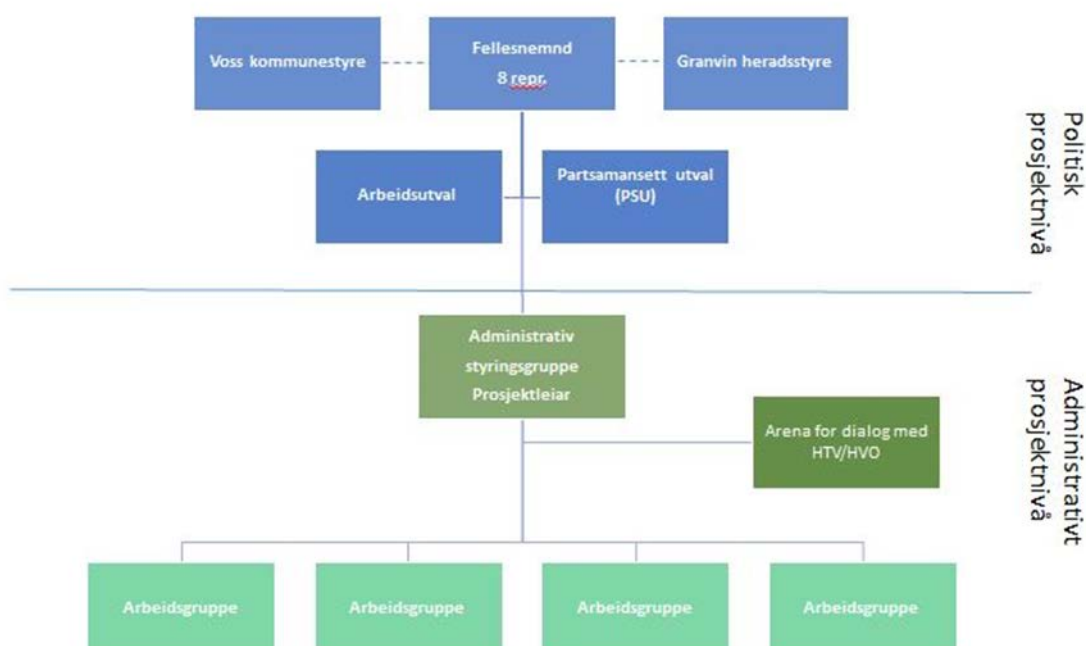 Voss kommunestyre
Fellesnemnd
8 repr.
Granvin heradsstyre
Arbeidsutval
Partsamansett utval
(PSU)
Politisk
prosjektnivå
Administrativ
styringsgruppe
Prosjektleiar
Arena for dialog med
HTV/HVO
Administrativt
prosjektnivå
Arbeidsgruppe
Arbeidsgruppe
Arbeidsgruppe
Arbeidsgruppe